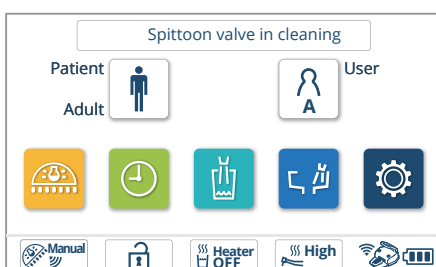 Spittoon valve in cleaning
Patient
User
Adult
A
Manual
Heater
OFF
High